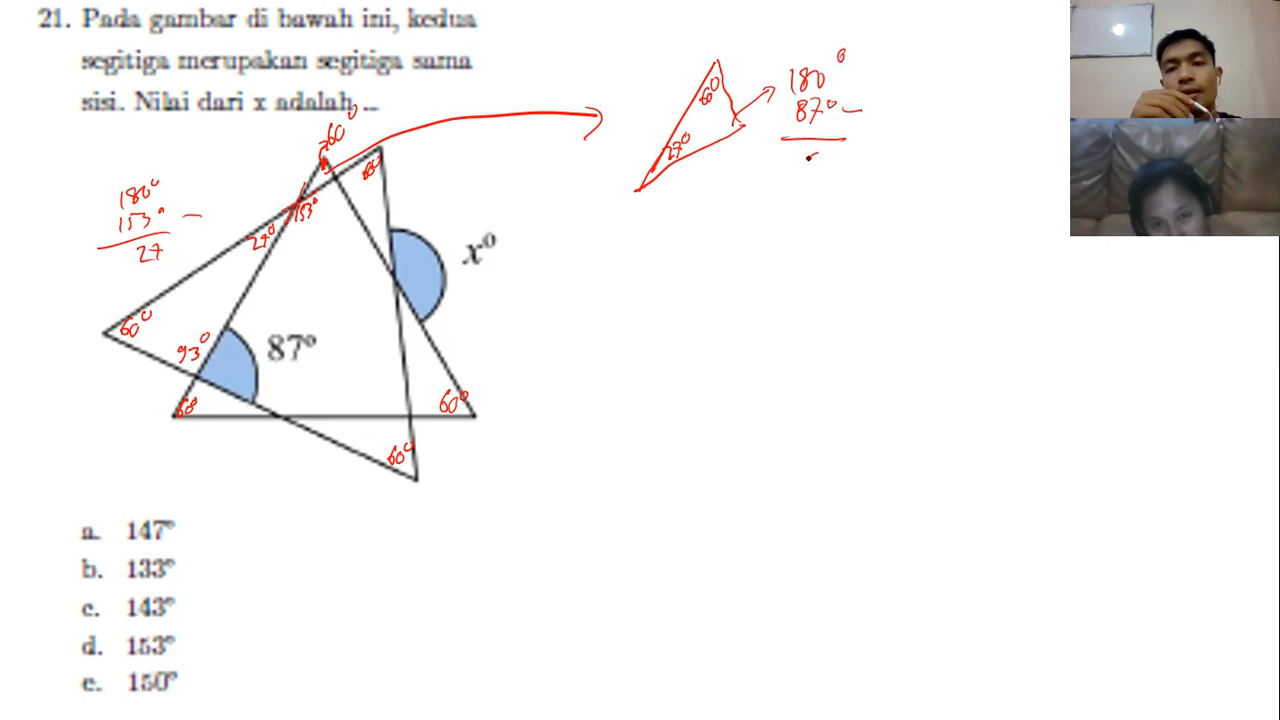 21. Pada gambar di bawah ini, kedua
segitiga merupakan segitiga sama
sisi. Nilai dari x adalah ...
60°
60°
180°
153°
27
153°
27°
60°
93°
87°
x°
60°
60°
60°
60°
27°
180°
87°
a. 147°
b. 133°
c. 143°
d. 153°
e. 150°